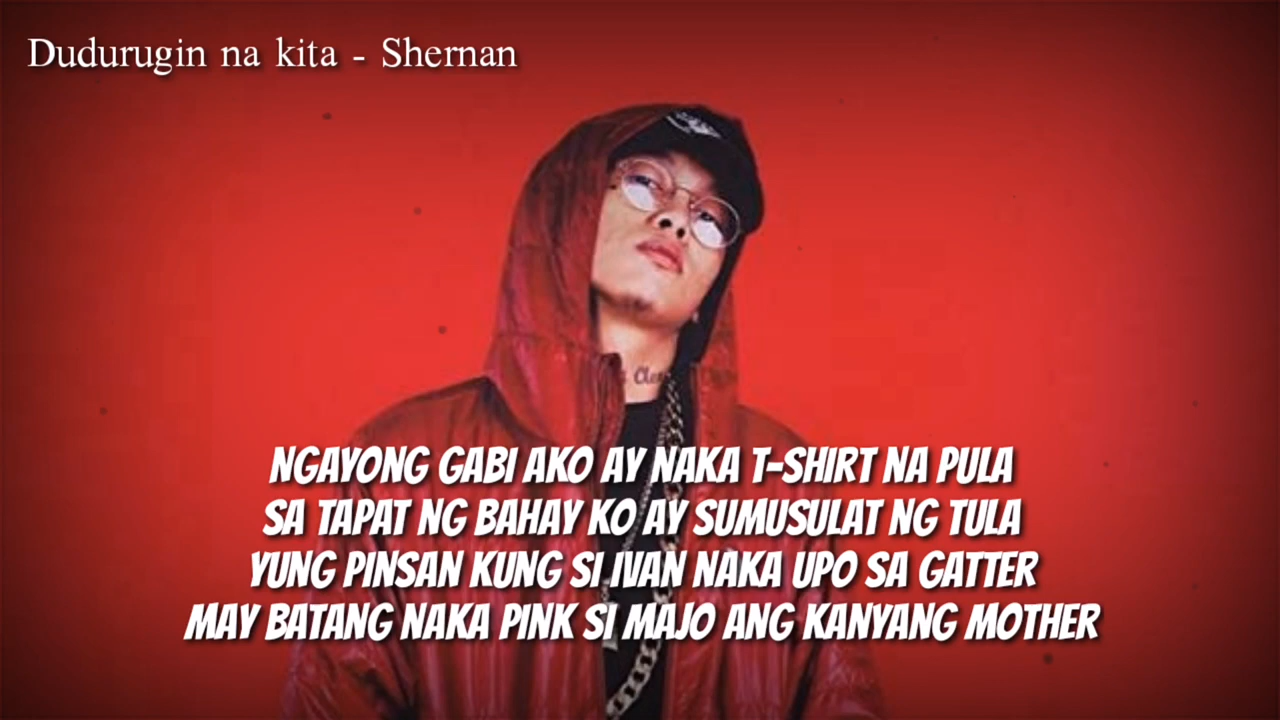 Dudurugin na kita - Shernan
NGAYONG GABI AKO AY NAKA T-SHIRT NA PULA
SA TAPAT NG BAHAY KO AY SUMUSULAT NG TULA
YUNG PINSAN KUNG SI IVAN NAKA UPO SA GATTER
MAY BATANG NAKA PINK SI MAJO ANG KANYANG MOTHER